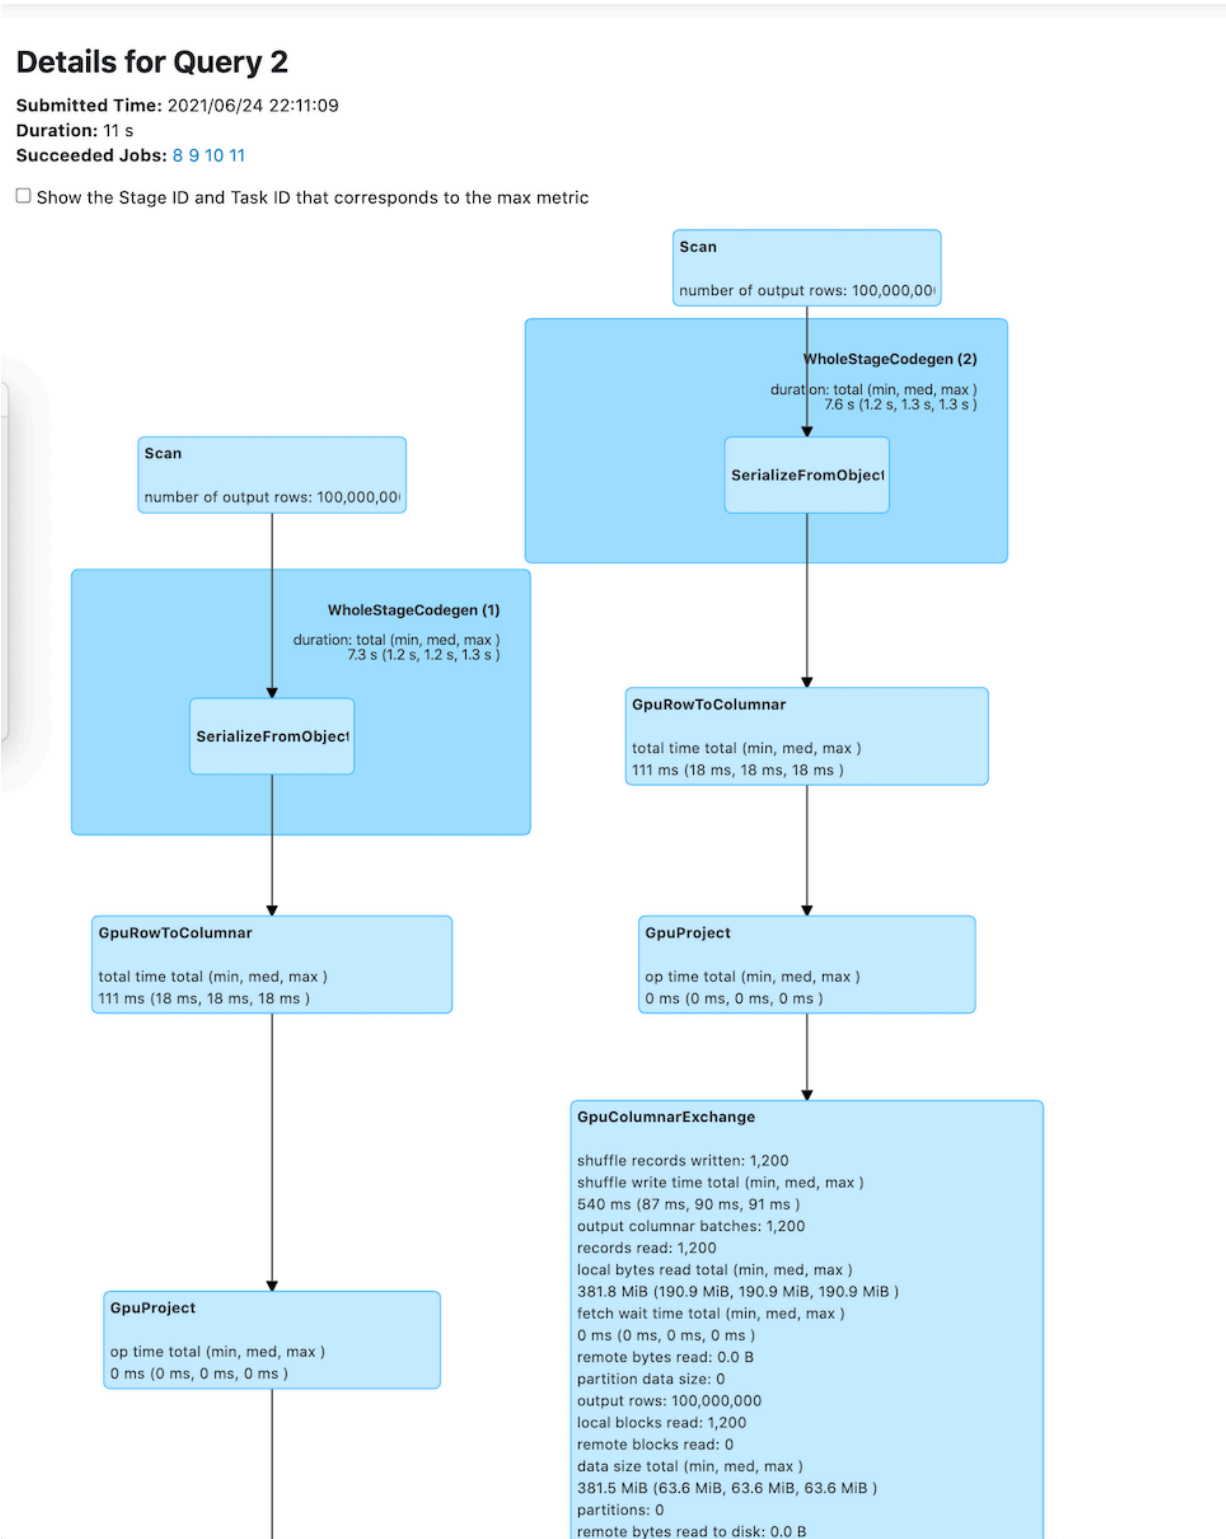 Details for Query 2
Submitted Time: 2021/06/24 22:11:09
Duration: 11 s
Succeeded Jobs: 8 9 10 11
Show the Stage ID and Task ID that corresponds to the max metric
Scan
number of output rows: 100,000,00
WholeStageCodegen (2)
duration: total (min, med, max )
7.6 s (1.2 s, 1.3 s, 1.3 s )
SerializeFromObject
Scan
number of output rows: 100,000,00
WholeStageCodegen (1)
duration: total (min, med, max )
7.3 s (1.2 s, 1.2 s, 1.3 s )
SerializeFromObject
GpuRowToColumnar
total time total (min, med, max )
111 ms (18 ms, 18 ms, 18 ms )
GpuRowToColumnar
total time total (min, med, max )
111 ms (18 ms, 18 ms, 18 ms )
GpuProject
op time total (min, med, max )
0 ms (0 ms, 0 ms, 0 ms )
GpuColumnarExchange
shuffle records written: 1,200
shuffle write time total (min, med, max )
540 ms (87 ms, 90 ms, 91 ms )
output columnar batches: 1,200
records read: 1,200
local bytes read total (min, med, max )
381.8 MiB (190.9 MiB, 190.9 MiB, 190.9 MiB )
fetch wait time total (min, med, max )
0 ms (0 ms, 0 ms, 0 ms )
remote bytes read: 0.0 B
partition data size: 0
output rows: 100,000,000
local blocks read: 1,200
remote blocks read: 0
data size total (min, med, max )
381.5 MiB (63.6 MiB, 63.6 MiB, 63.6 MiB )
partitions: 0
remote bytes read to disk: 0.0 B
GpuProject
op time total (min, med, max )
0 ms (0 ms, 0 ms, 0 ms )